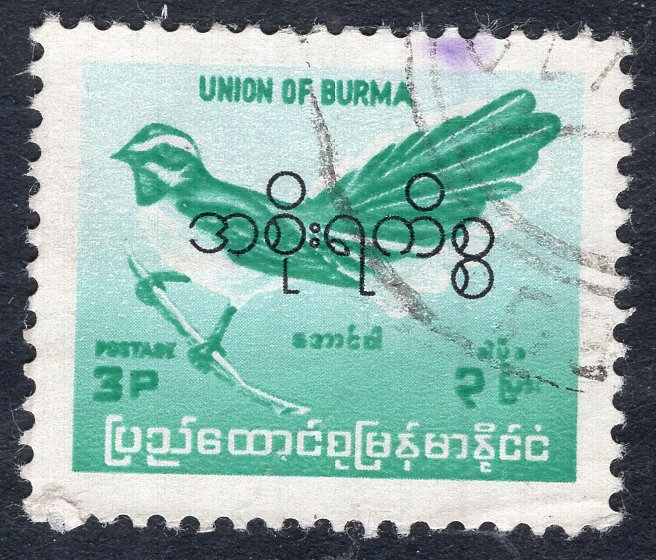 UNION OF BURMA
အစိုးရကိစ္စ
POSTAGE
3P
၃
ပြည်ထောင်စုမြန်မာနိုင်ငံ